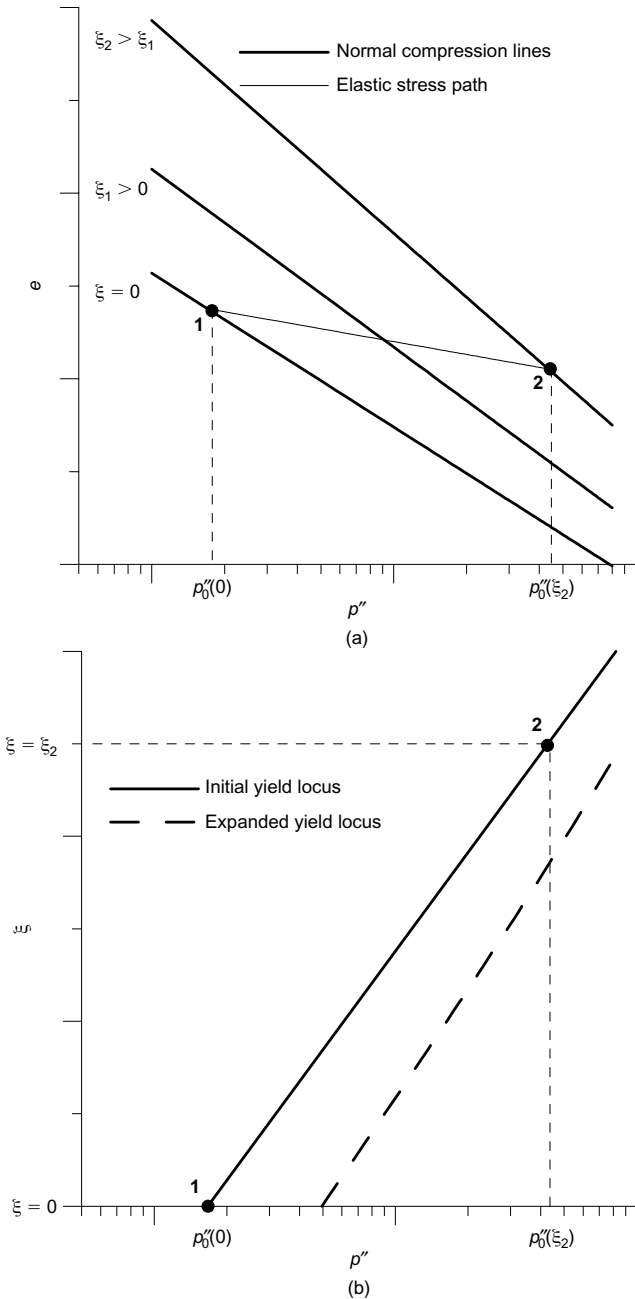 ξ₂ > ξ₁
Normal compression lines
Elastic stress path
ξ₁ > 0
ξ = 0
e
1
2
p″₀(0)
p″₀(ξ₂)
p″
(a)
ξ = ξ₂
2
Initial yield locus
Expanded yield locus
ξ
1
ξ = 0
p″₀(0)
p″₀(ξ₂)
p″
(b)